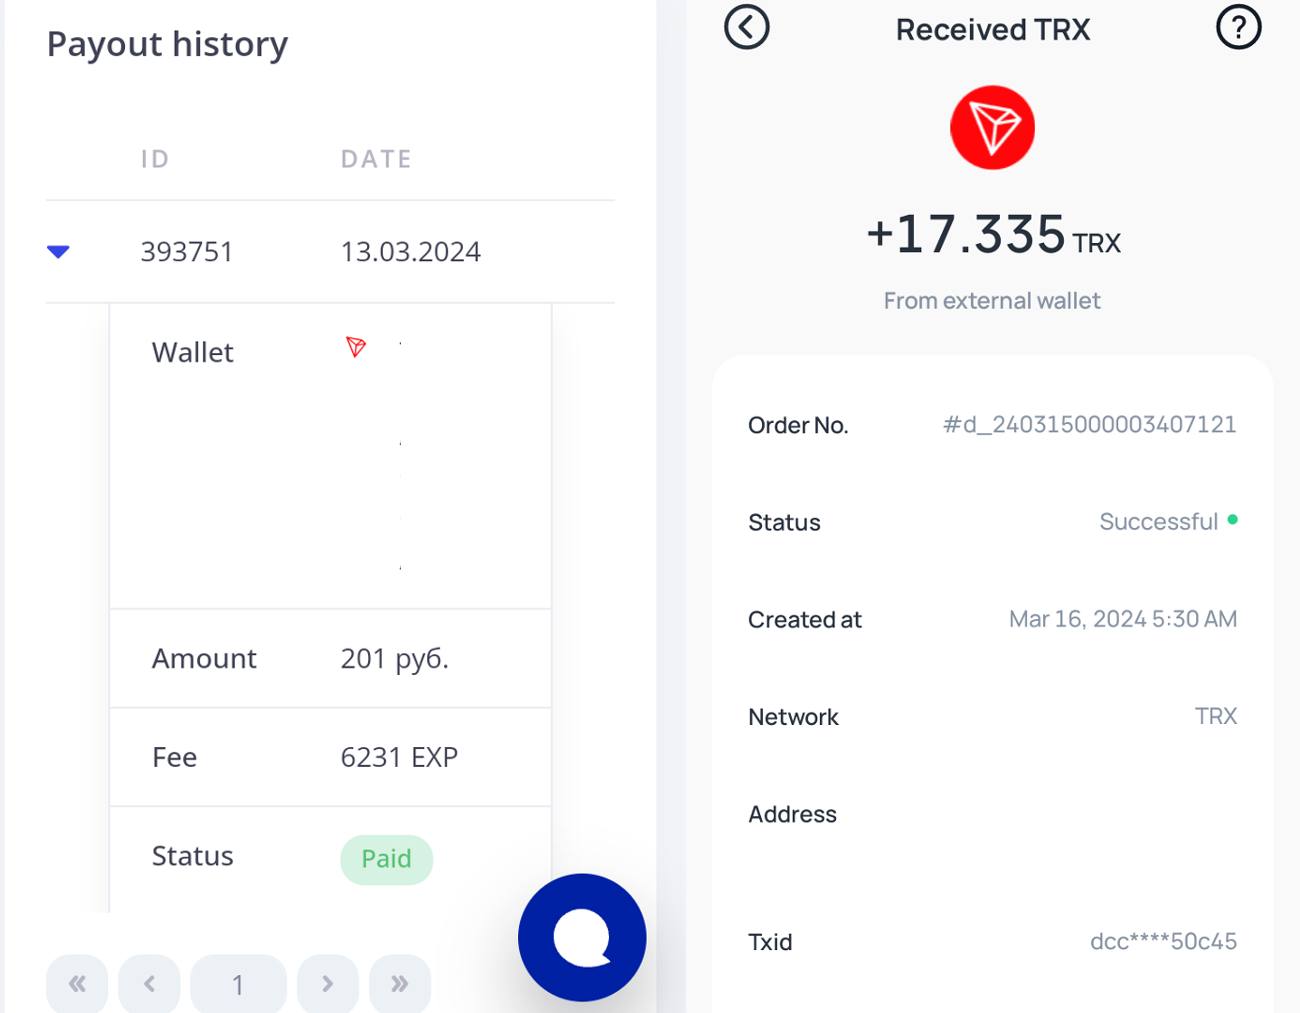 Payout history
ID DATE
393751 13.03.2024
Wallet
Amount 201 руб.
Fee 6231 EXP
Status Paid
« ‹ 1 › »
Received TRX
?
+17.335 TRX
From external wallet
Order No. #d_240315000003407121
Status Successful
Created at Mar 16, 2024 5:30 AM
Network TRX
Address
Txid dcc****50c45